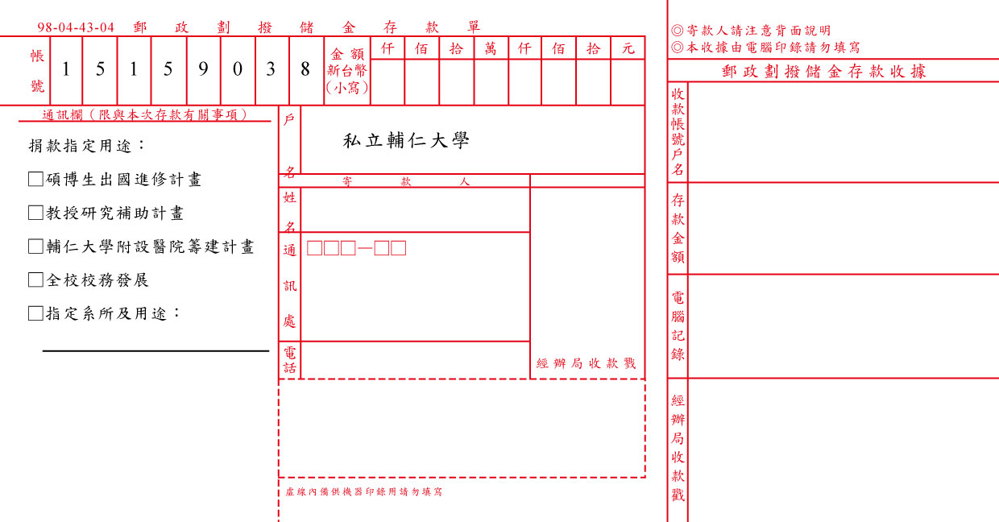 98-04-43-04 郵政劃撥儲金存款單
帳號 1 5 1 5 9 0 3 8
金額新台幣(小寫) 仟 佰 拾 萬 仟 佰 拾 元
通訊欄(限與本次存款有關事項)
捐款指定用途：
□碩博生出國進修計畫
□教授研究補助計畫
□輔仁大學附設醫院籌建計畫
□全校校務發展
□指定系所及用途：
戶名
私立輔仁大學
寄款人
姓名
通訊處
□□□—□□
電話
經辦局收款戳
虛線內備供機器印錄用請勿填寫
◎寄款人請注意背面說明
◎本收據由電腦印錄請勿填寫
郵政劃撥儲金存款收據
收款帳號戶名
存款金額
電腦記錄
經辦局收款戳